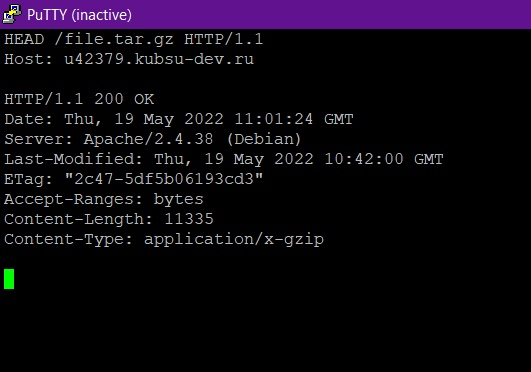 PuTTY (inactive)
HEAD /file.tar.gz HTTP/1.1
Host: u42379.kubsu-dev.ru
HTTP/1.1 200 OK
Date: Thu, 19 May 2022 11:01:24 GMT
Server: Apache/2.4.38 (Debian)
Last-Modified: Thu, 19 May 2022 10:42:00 GMT
ETag: "2c47-5df5b06193cd3"
Accept-Ranges: bytes
Content-Length: 11335
Content-Type: application/x-gzip